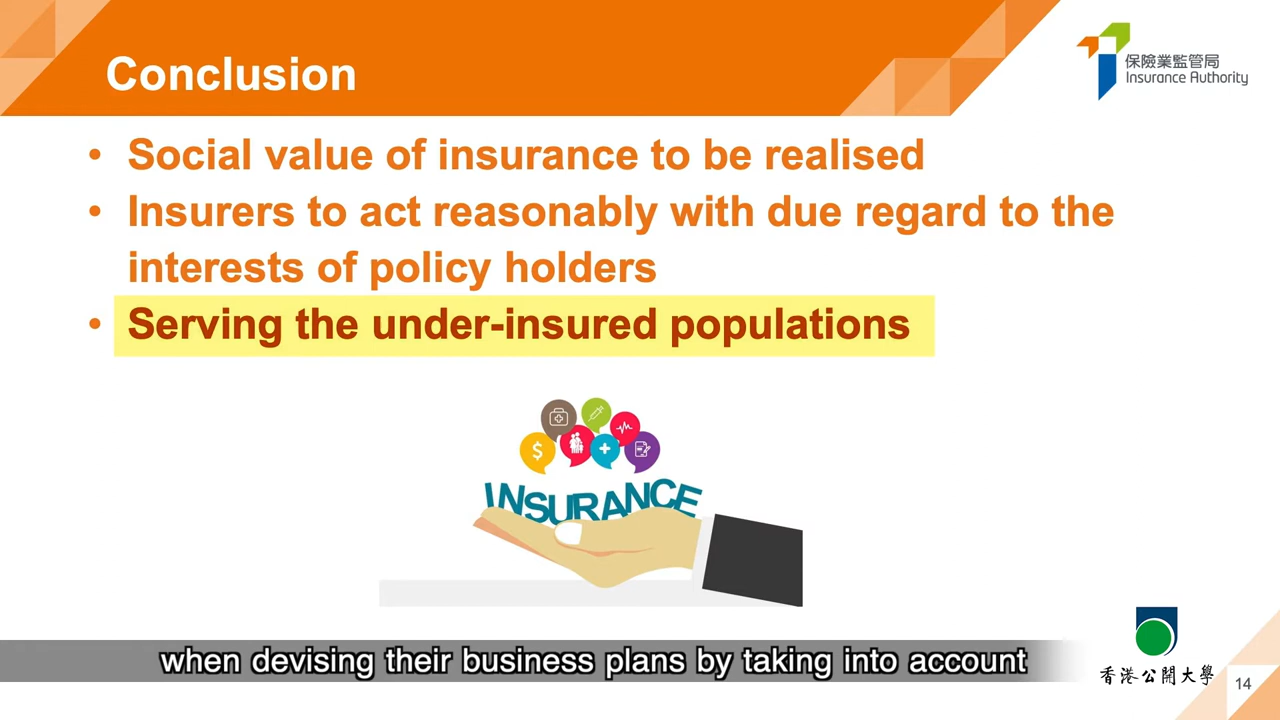 Conclusion
保險業監管局
Insurance Authority
• Social value of insurance to be realised
• Insurers to act reasonably with due regard to the
interests of policy holders
• Serving the under-insured populations
$
INSURANCE
when devising their business plans by taking into account
香港公開大學
14